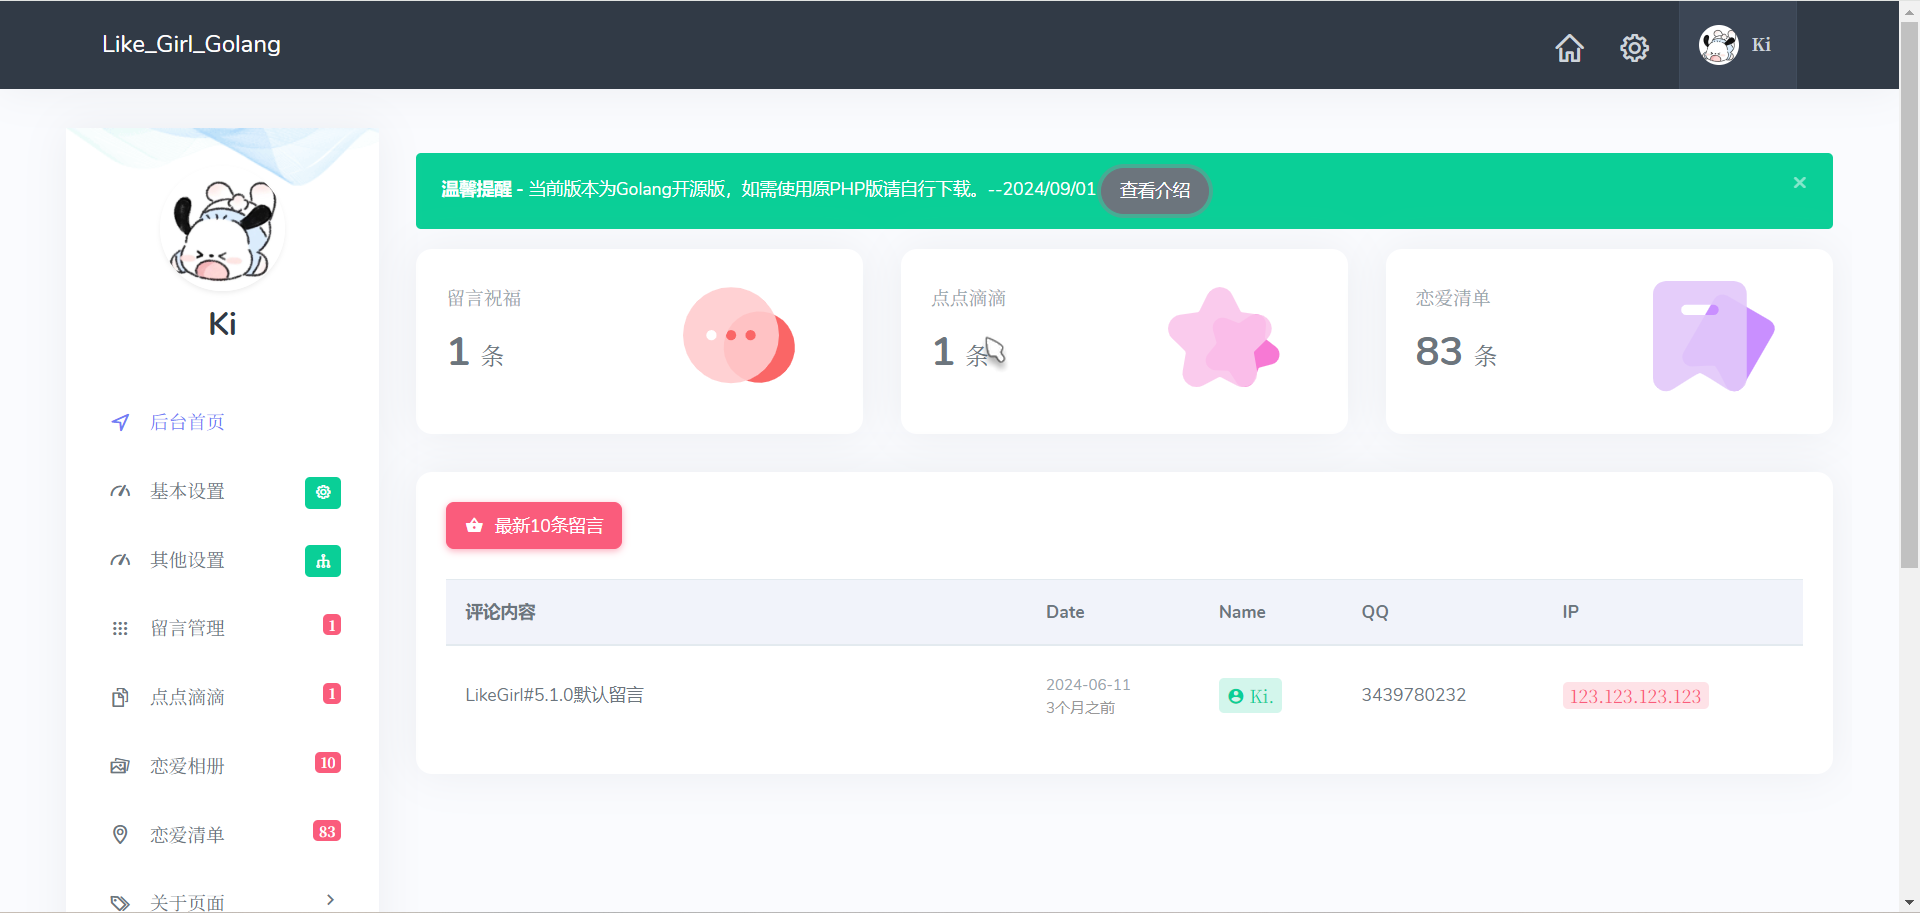 Like_Girl_Golang
Ki
Ki
后台首页
基本设置
其他设置
留言管理 1
点点滴滴 1
恋爱相册 10
恋爱清单 83
关于页面
温馨提醒 - 当前版本为Golang开源版，如需使用原PHP版请自行下载。--2024/09/01 查看介绍 ×
留言祝福
1 条
点点滴滴
1 条
恋爱清单
83 条
最新10条留言
评论内容 Date Name QQ IP
LikeGirl#5.1.0默认留言 2024-06-11 3个月之前 Ki. 3439780232 123.123.123.123